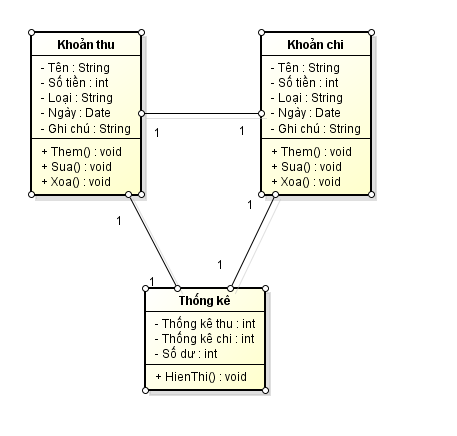 Khoản thu
- Tên : String
- Số tiền : int
- Loại : String
- Ngày : Date
- Ghi chú : String
+ Them() : void
+ Sua() : void
+ Xoa() : void
Khoản chi
- Tên : String
- Số tiền : int
- Loại : String
- Ngày : Date
- Ghi chú : String
+ Them() : void
+ Sua() : void
+ Xoa() : void
1
1
1
1
1
1
Thống kê
- Thống kê thu : int
- Thống kê chi : int
- Số dư : int
+ HienThi() : void